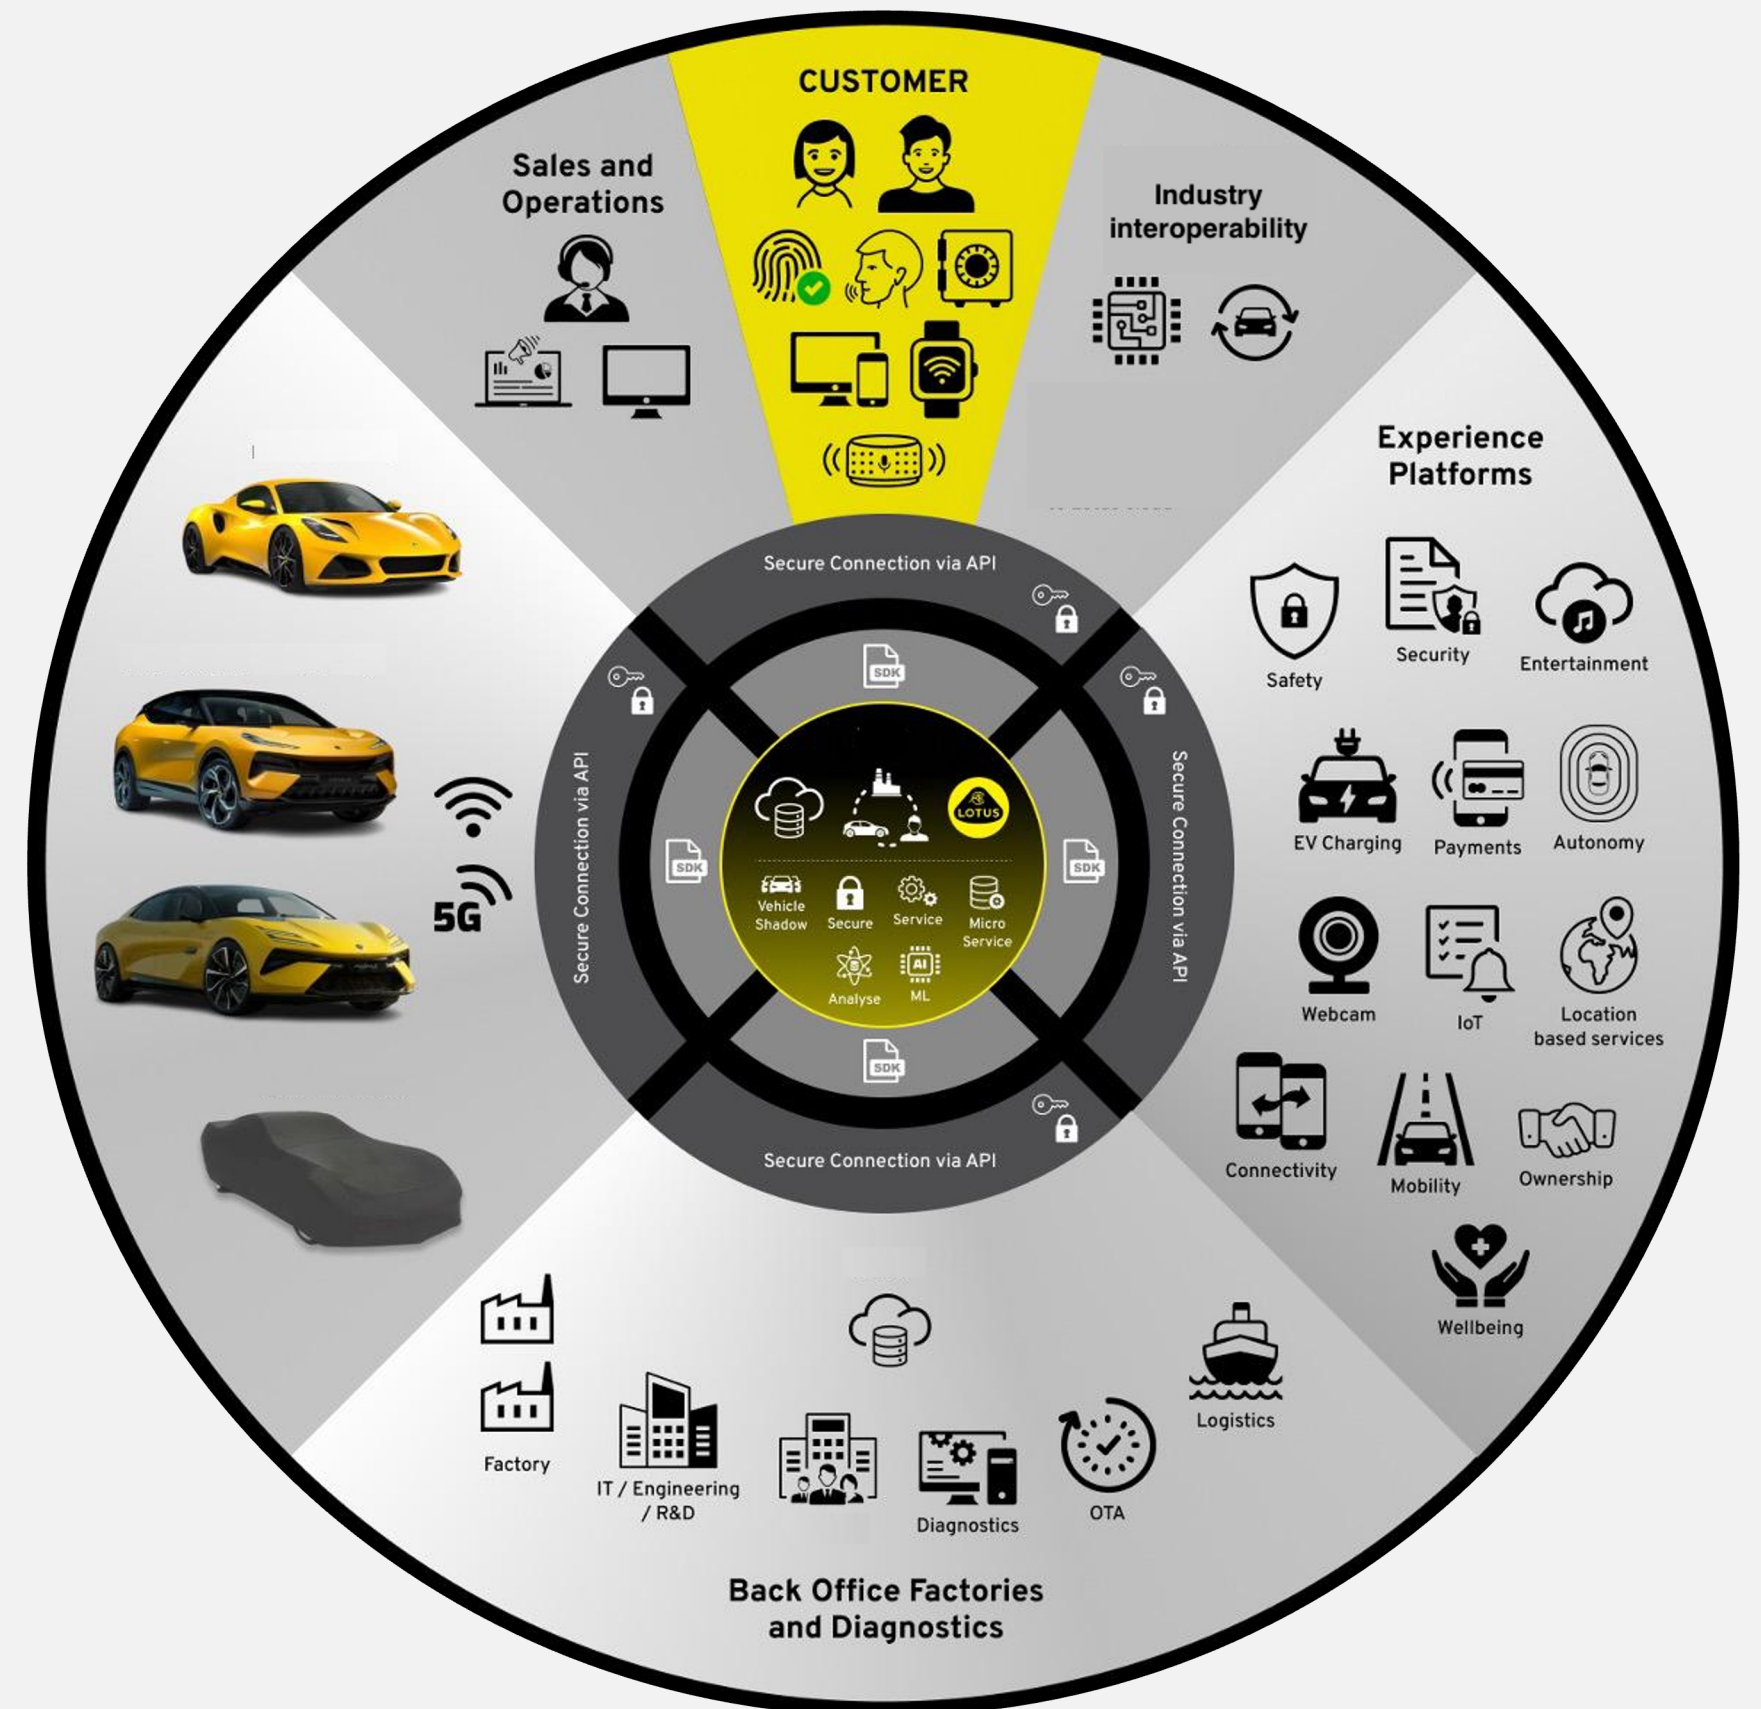 CUSTOMER
Sales and
Operations
Industry
interoperability
Experience
Platforms
Safety
Security
Entertainment
EV Charging
Payments
Autonomy
Webcam
IoT
Location
based services
Connectivity
Mobility
Ownership
Wellbeing
5G
Secure Connection via API
Secure Connection via API
Secure Connection via API
Secure Connection via API
SDK
SDK
SDK
SDK
LOTUS
Vehicle
Shadow
Secure
Service
Micro
Service
Analyse
AI
ML
Factory
IT / Engineering
/ R&D
Diagnostics
OTA
Logistics
Back Office Factories
and Diagnostics